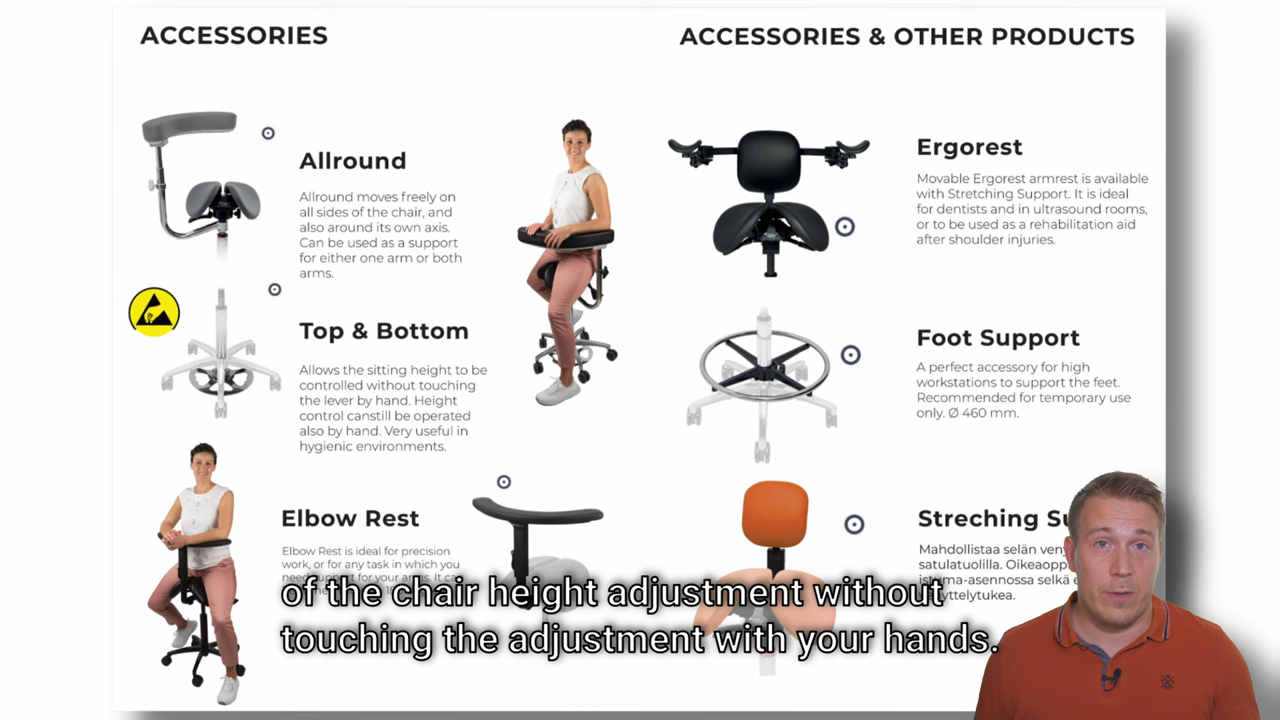 ACCESSORIES
Allround
Allround moves freely on
all sides of the chair, and
also around its own axis.
Can be used as a support
for either one arm or both
arms.
Top & Bottom
Allows the sitting height to be
controlled without touching
the lever by hand. Height
control canstill be operated
also by hand. Very useful in
hygienic environments.
Elbow Rest
Elbow Rest is ideal for precision
work, or for any task in which you
ACCESSORIES & OTHER PRODUCTS
Ergorest
Movable Ergorest armrest is available
with Stretching Support. It is ideal
for dentists and in ultrasound rooms,
or to be used as a rehabilitation aid
after shoulder injuries.
Foot Support
A perfect accessory for high
workstations to support the feet.
Recommended for temporary use
only. Ø 460 mm.
Streching
Mahdollistaa selän
satulatuolilla.
selkä
of the chair height adjustment without
touching the adjustment with your hands.